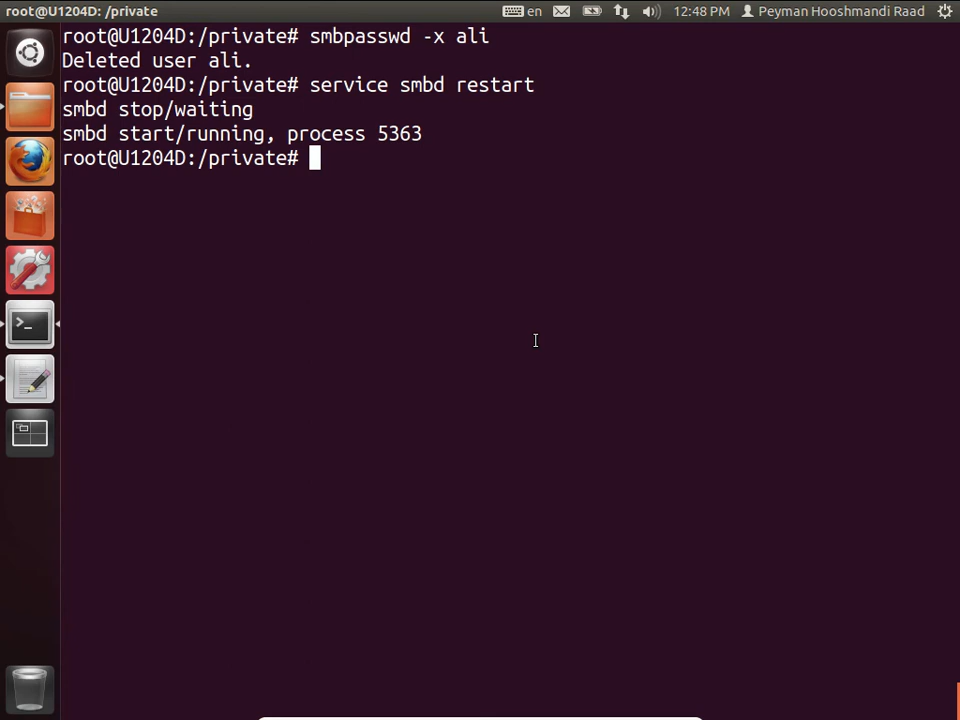 root@U1204D: /private
en
12:48 PM
Peyman Hooshmandi Raad
root@U1204D:/private# smbpasswd -x ali
Deleted user ali.
root@U1204D:/private# service smbd restart
smbd stop/waiting
smbd start/running, process 5363
root@U1204D:/private#